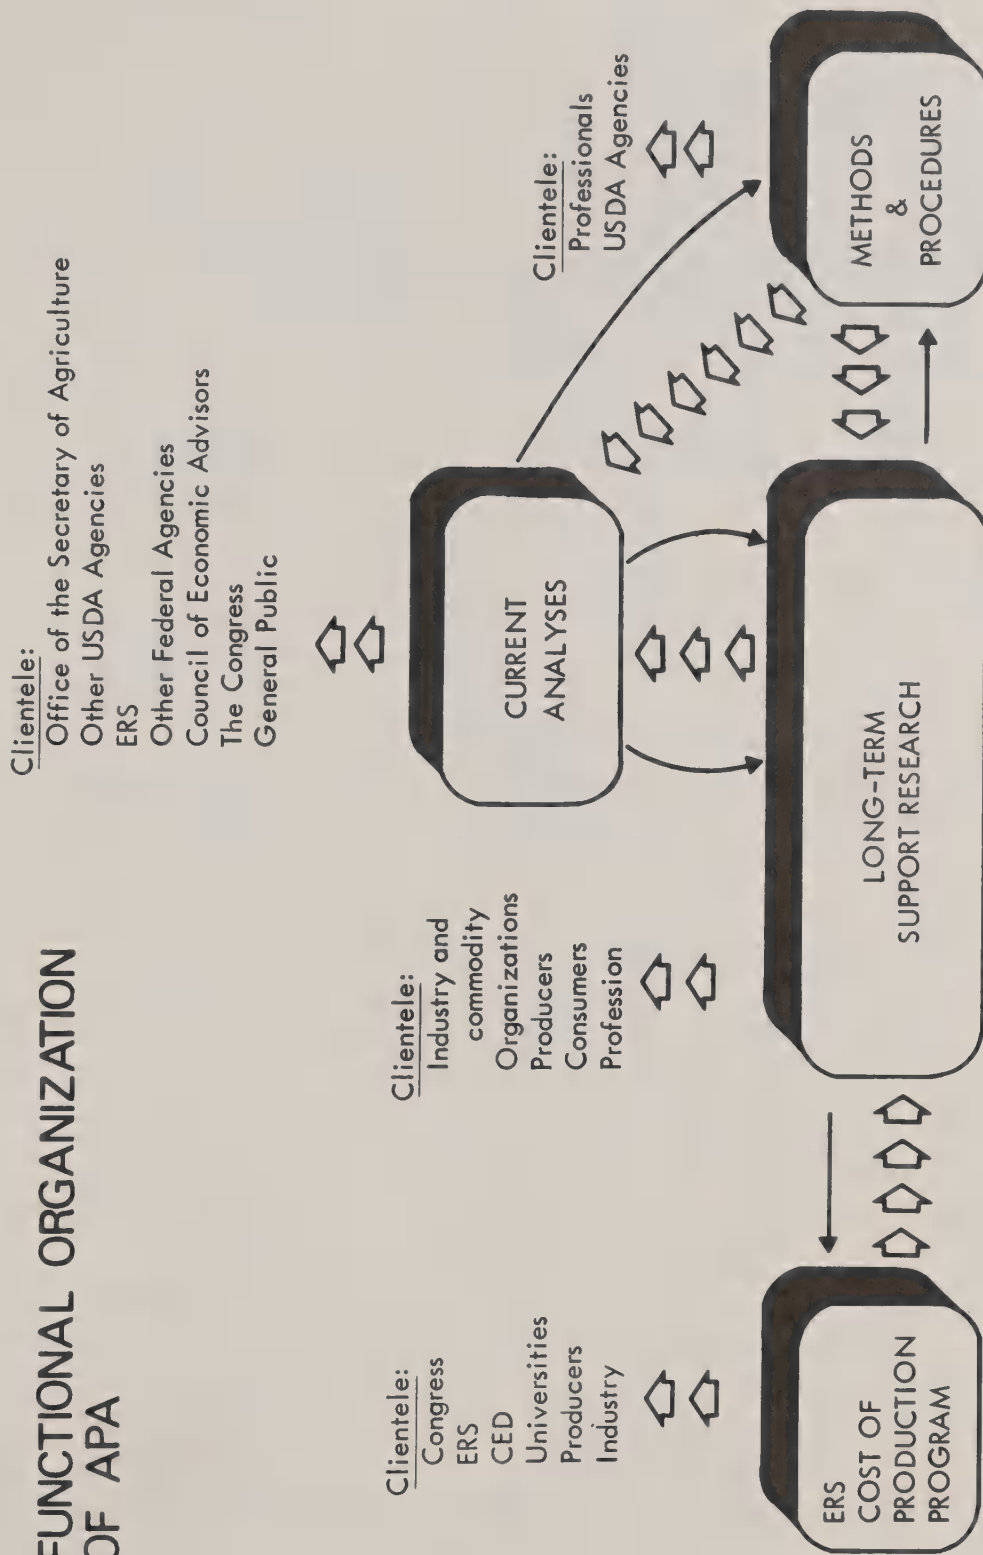 FUNCTIONAL ORGANIZATION
OF APA
Clientele:
Office of the Secretary of Agriculture
Other USDA Agencies
ERS
Other Federal Agencies
Council of Economic Advisors
The Congress
General Public
Clientele:
Congress
ERS
CED
Universities
Producers
Industry
Clientele:
Industry and
commodity
Organizations
Producers
Consumers
Profession
CURRENT
ANALYSES
Clientele:
Professionals
USDA Agencies
ERS
COST OF
PRODUCTION
PROGRAM
LONG-TERM
SUPPORT RESEARCH
METHODS
&
PROCEDURES